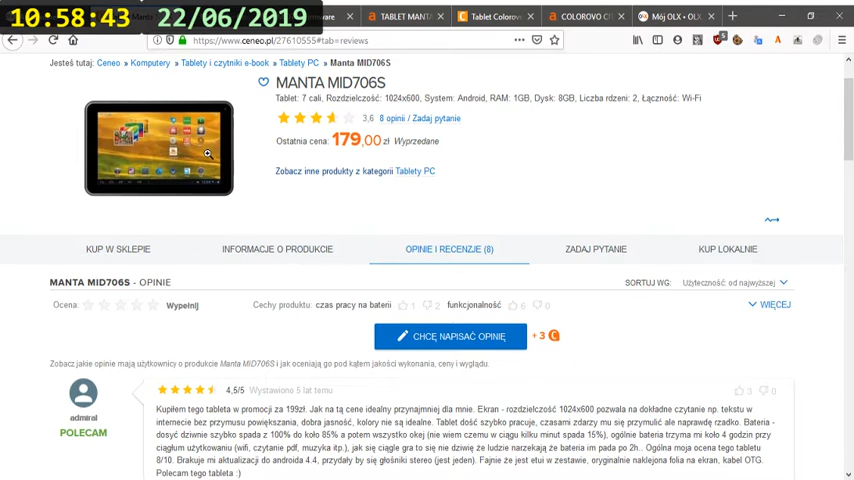 10:58:43 22/06/2019
TABLET MANTA
Tablet Colorovo
COLOROVO CIT
Mój OLX • OLX
https://www.ceneo.pl/27610555#tab=reviews
Jesteś tutaj: Ceneo » Komputery » Tablety i czytniki e-book » Tablety PC » Manta MID706S
MANTA MID706S
Tablet: 7 cali, Rozdzielczość: 1024x600, System: Android, RAM: 1GB, Dysk: 8GB, Liczba rdzeni: 2, Łączność: Wi-Fi
3,6 8 opinii / Zadaj pytanie
Ostatnia cena: 179,00 zł Wyprzedane
Zobacz inne produkty z kategorii Tablety PC
KUP W SKLEPIE
INFORMACJE O PRODUKCIE
OPINIE I RECENZJE (8)
ZADAJ PYTANIE
KUP LOKALNIE
MANTA MID706S - OPINIE
SORTUJ WG: Użyteczność: od najwyższej
Ocena: Wypełnij Cechy produktu: czas pracy na baterii 1 2 funkcjonalność 6 0
WIĘCEJ
CHCĘ NAPISAĆ OPINIĘ + 3
Zobacz jakie opinie mają użytkownicy o produkcie Manta MID706S i jak oceniają go pod kątem jakości wykonania, ceny i wyglądu.
admiral
POLECAM
4,5/5 Wystawiono 5 lat temu
3 0
Kupiłem tego tableta w promocji za 199zł. Jak na tą cene idealny przynajmniej dla mnie. Ekran - rozdzielczość 1024x600 pozwala na dokładne czytanie np. tekstu w
internecie bez przymusu powiększania, dobra jasność, kolory nie są idealne. Tablet dość szybko pracuje, czasami zdarzy mu się przymulić ale naprawdę rzadko. Bateria -
dosyć dziwnie szybko spada z 100% do koło 85% a potem wszystko okej (nie wiem czemu w ciągu kilku minut spada 15%), ogólnie bateria trzyma mi koło 4 godzin przy
ciągłum użytkowaniu (wifi, czytanie pdf, muzyka itp.), jak się ciągle gra to się nie dziwię że ludzie narzekają że bateria im pada po 2h.. Ogólna moja ocena tego tabletu
8/10. Brakuje mi aktualizacji do androida 4.4, przydały by się głośniki stereo (jest jeden). Fajnie że jest etui w zestawie, oryginalnie naklejona folia na ekran, kabel OTG.
Polecam tego tableta :)